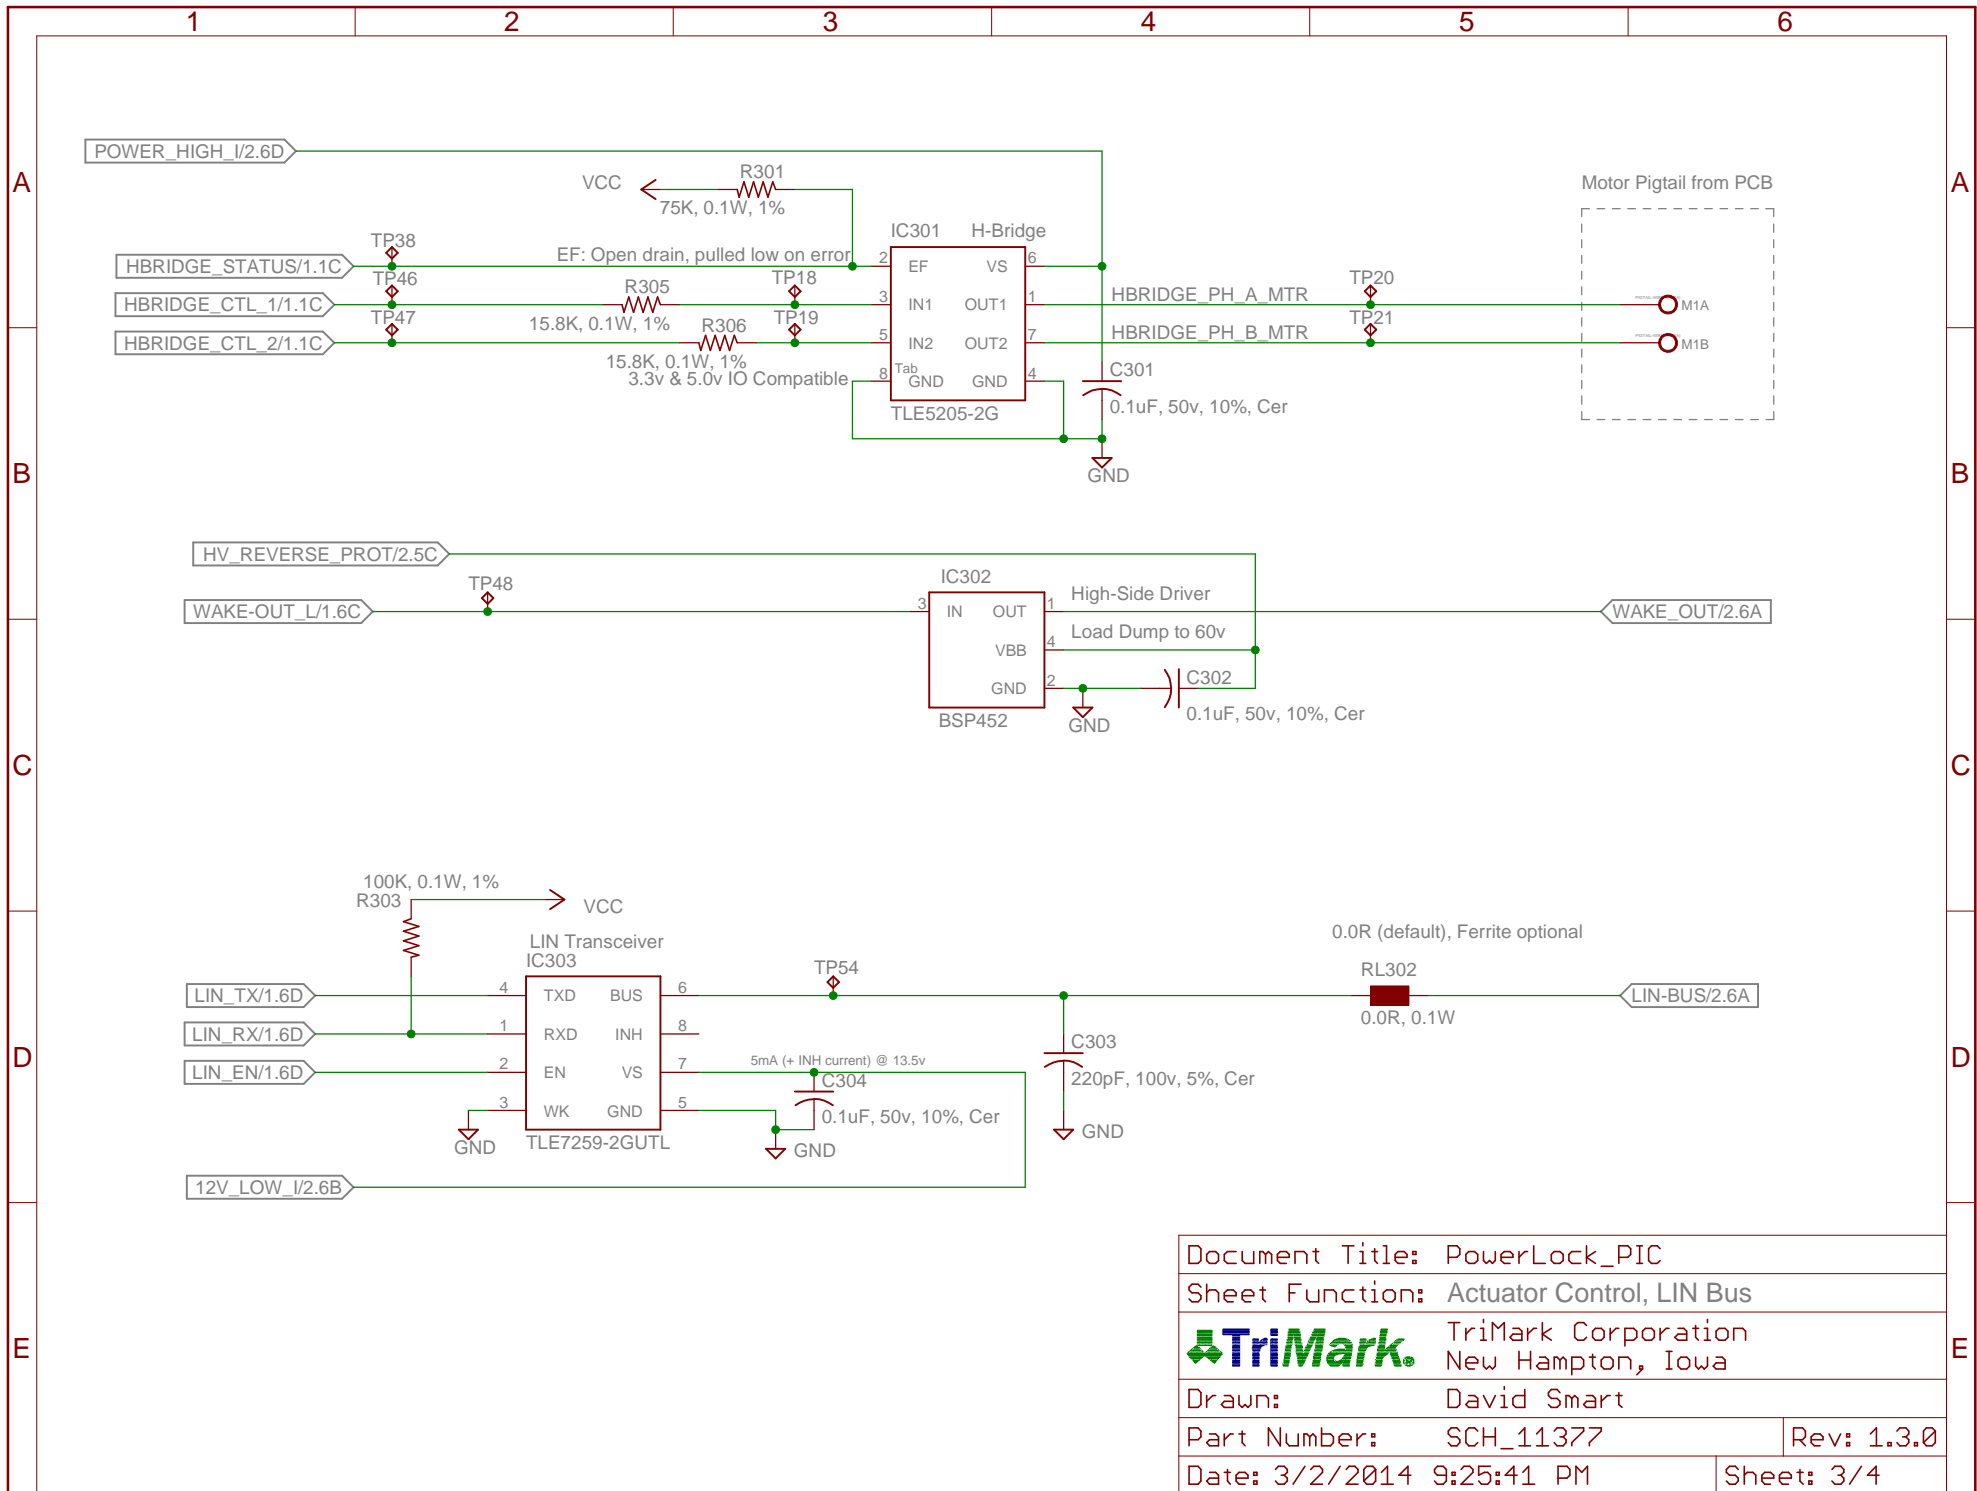 1 2 3 4 5 6
POWER_HIGH_I/2.6D
A
A
VCC
R301
75K, 0.1W, 1%
Motor Pigtail from PCB
IC301 H-Bridge
TP38
EF: Open drain, pulled low on error
HBRIDGE_STATUS/1.1C
2 EF VS 6
TP46
R305
TP18
TP20
HBRIDGE_CTL_1/1.1C
3 IN1 OUT1 1
HBRIDGE_PH_A_MTR
M1A
15.8K, 0.1W, 1%
TP47
R306
TP19
TP21
HBRIDGE_CTL_2/1.1C
5 IN2 OUT2 7
HBRIDGE_PH_B_MTR
M1B
15.8K, 0.1W, 1%
3.3v & 5.0v IO Compatible
8 Tab GND GND 4
C301
0.1uF, 50v, 10%, Cer
TLE5205-2G
GND
B
B
HV_REVERSE_PROT/2.5C
TP48
IC302
High-Side Driver
WAKE-OUT_L/1.6C
3 IN OUT 1
WAKE_OUT/2.6A
Load Dump to 60v
VBB 4
GND 2
C302
0.1uF, 50v, 10%, Cer
BSP452
GND
C
C
100K, 0.1W, 1%
R303
VCC
LIN Transceiver
IC303
0.0R (default), Ferrite optional
TP54
RL302
LIN_TX/1.6D
4 TXD BUS 6
LIN-BUS/2.6A
0.0R, 0.1W
LIN_RX/1.6D
1 RXD INH 8
C303
220pF, 100v, 5%, Cer
D
D
5mA (+ INH current) @ 13.5v
LIN_EN/1.6D
2 EN VS 7
C304
0.1uF, 50v, 10%, Cer
3 WK GND 5
GND
TLE7259-2GUTL
GND
GND
12V_LOW_I/2.6B
Document Title: PowerLock_PIC
Sheet Function: Actuator Control, LIN Bus
E
E
TriMark®
TriMark Corporation
New Hampton, Iowa
Drawn: David Smart
Part Number: SCH_11377 Rev: 1.3.0
Date: 3/2/2014 9:25:41 PM Sheet: 3/4